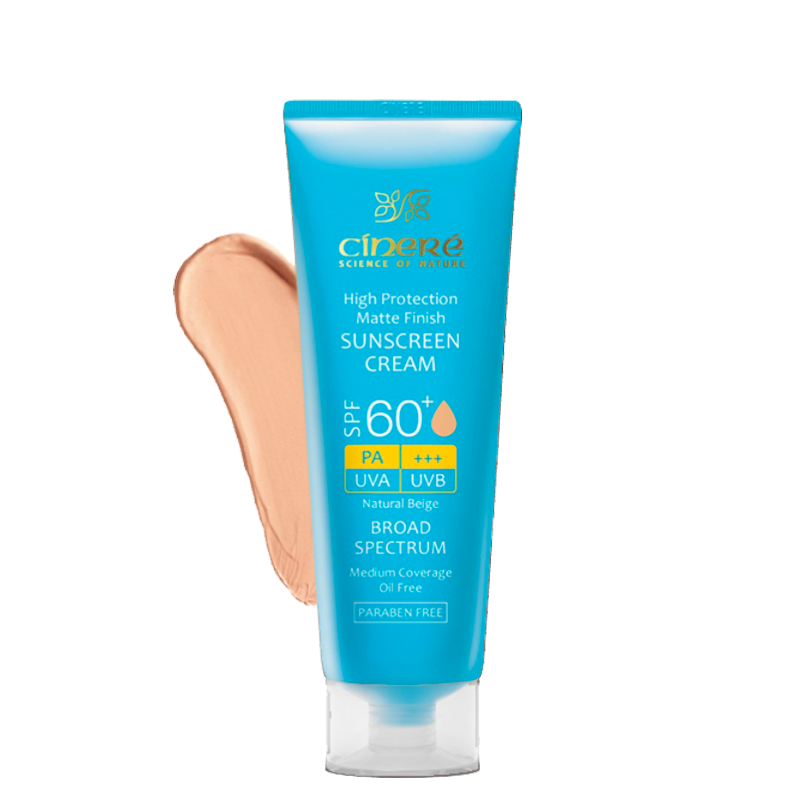 cíneré
SCIENCE OF NATURE
High Protection
Matte Finish
SUNSCREEN
CREAM
SPF 60+
PA +++
UVA UVB
Natural Beige
BROAD
SPECTRUM
Medium Coverage
Oil Free
PARABEN FREE